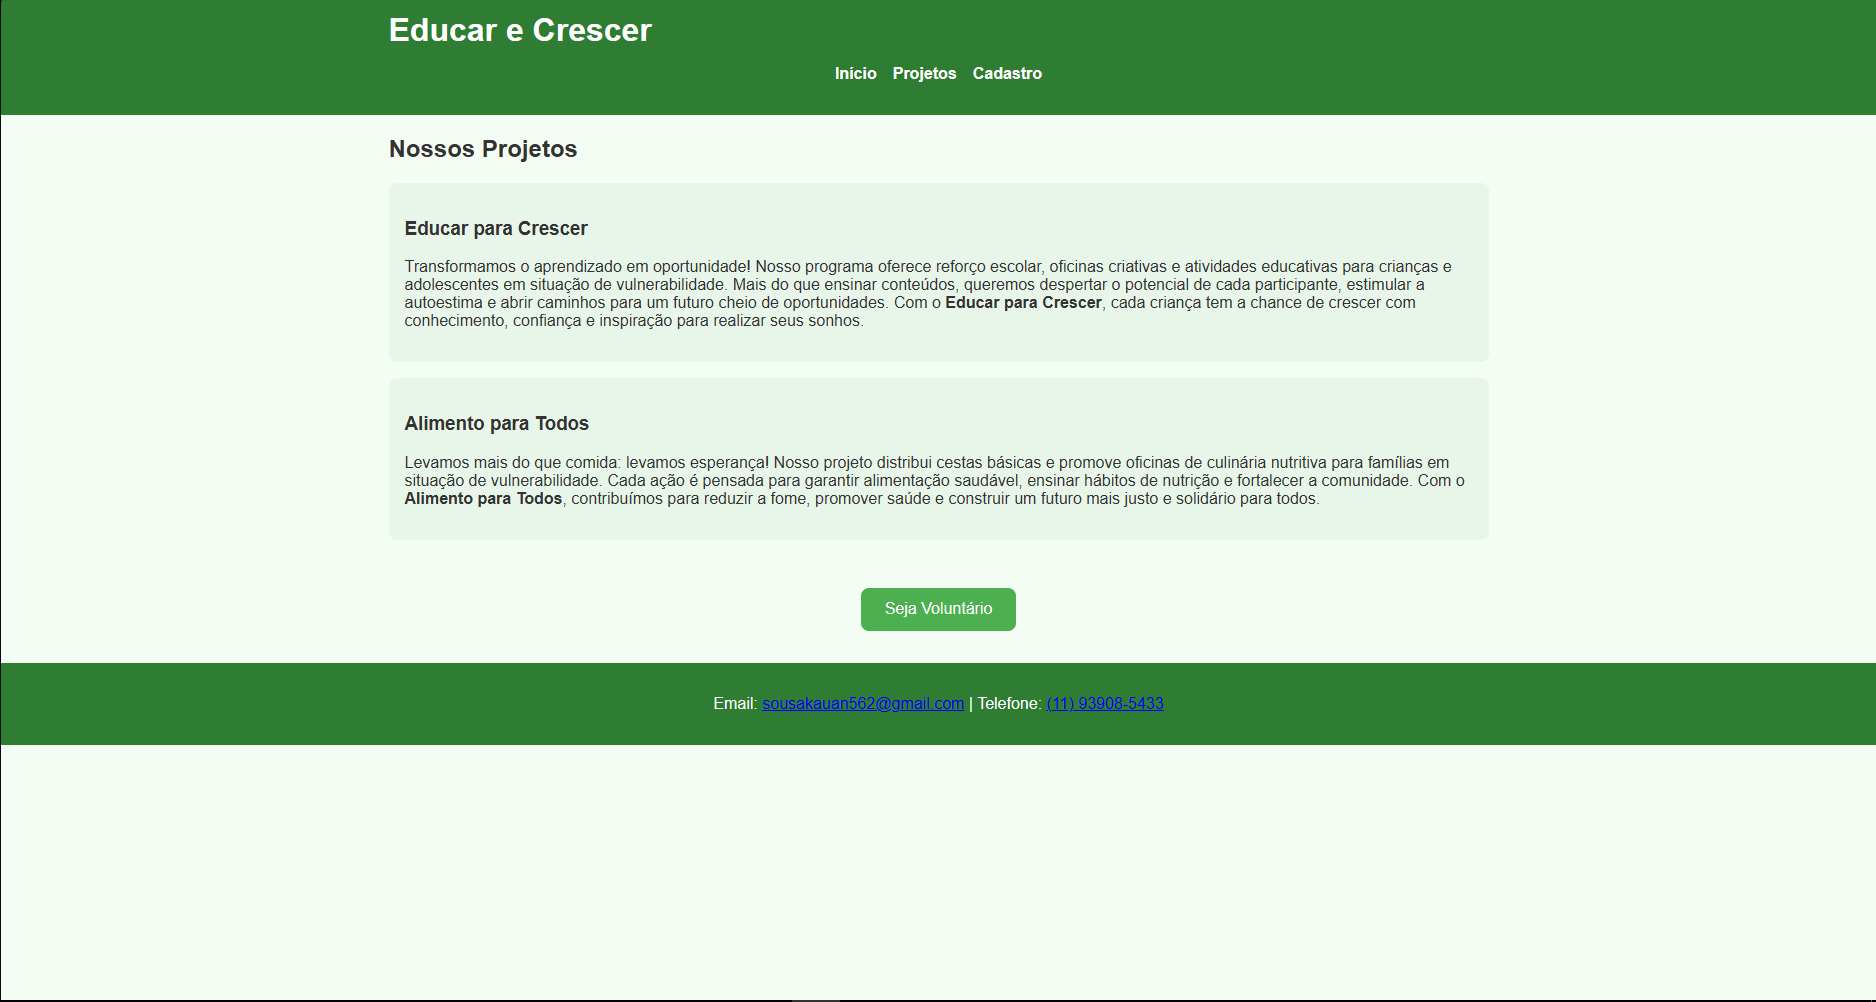 Educar e Crescer
Início Projetos Cadastro
Nossos Projetos
Educar para Crescer
Transformamos o aprendizado em oportunidade! Nosso programa oferece reforço escolar, oficinas criativas e atividades educativas para crianças e
adolescentes em situação de vulnerabilidade. Mais do que ensinar conteúdos, queremos despertar o potencial de cada participante, estimular a
autoestima e abrir caminhos para um futuro cheio de oportunidades. Com o Educar para Crescer, cada criança tem a chance de crescer com
conhecimento, confiança e inspiração para realizar seus sonhos.
Alimento para Todos
Levamos mais do que comida: levamos esperança! Nosso projeto distribui cestas básicas e promove oficinas de culinária nutritiva para famílias em
situação de vulnerabilidade. Cada ação é pensada para garantir alimentação saudável, ensinar hábitos de nutrição e fortalecer a comunidade. Com o
Alimento para Todos, contribuímos para reduzir a fome, promover saúde e construir um futuro mais justo e solidário para todos.
Seja Voluntário
Email: sousakauan562@gmail.com | Telefone: (11) 93908-5433